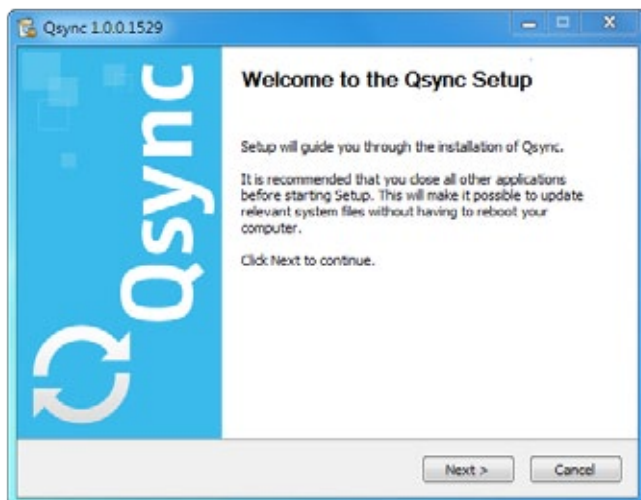 Qsync 1.0.0.1529
Qsync
Welcome to the Qsync Setup
Setup will guide you through the installation of Qsync.
It is recommended that you close all other applications
before starting Setup. This will make it possible to update
relevant system files without having to reboot your
computer.
Click Next to continue.
Next >
Cancel